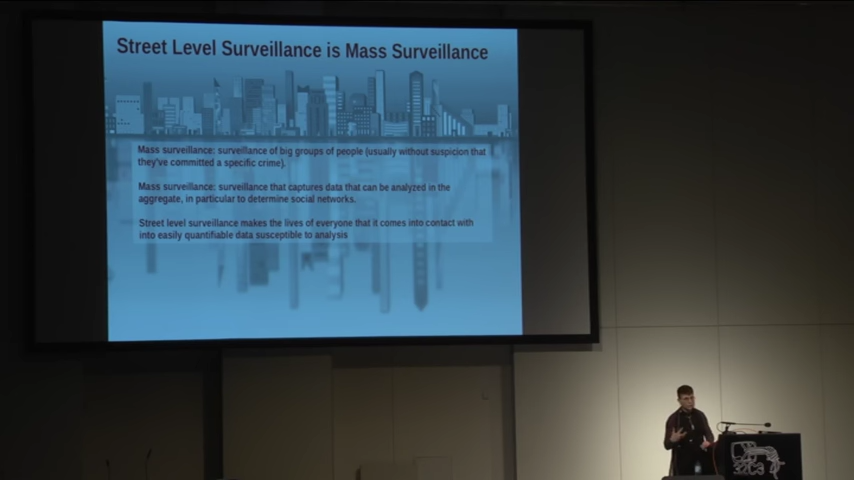 Street Level Surveillance is Mass Surveillance
Mass surveillance: surveillance of big groups of people (usually without suspicion that
they've committed a specific crime).
Mass surveillance: surveillance that captures data that can be analyzed in the
aggregate, in particular to determine social networks.
Street level surveillance makes the lives of everyone that it comes into contact with
into easily quantifiable data susceptible to analysis
32C3